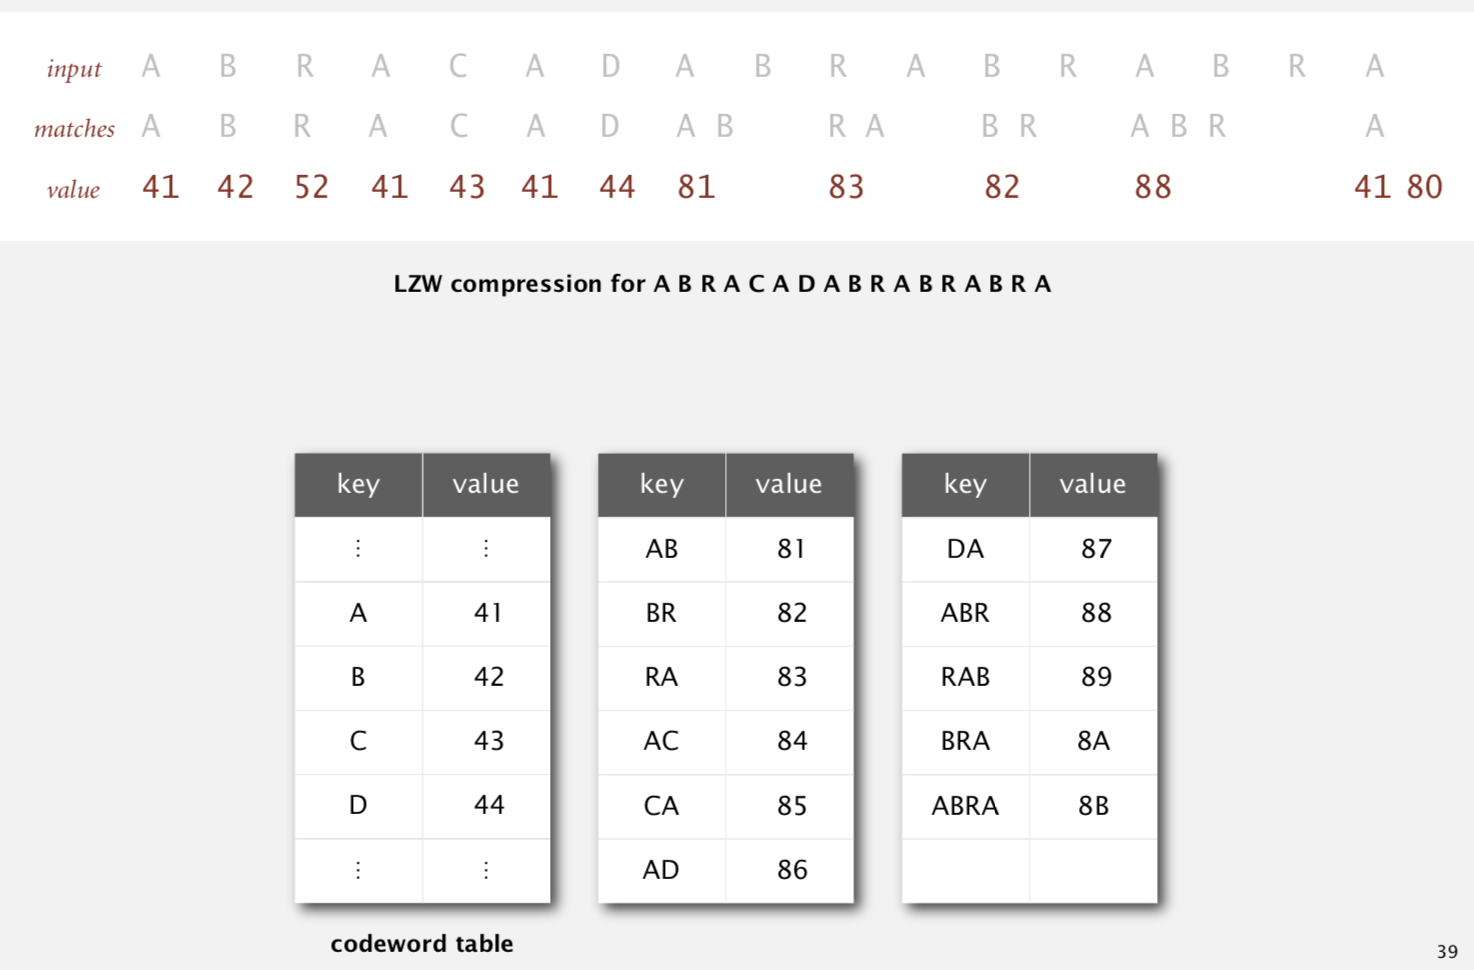 input A B R A C A D A B R A B R A B R A
matches A B R A C A D A B R A B R A B R A
value 41 42 52 41 43 41 44 81 83 82 88 41 80
LZW compression for A B R A C A D A B R A B R A B R A
key value key value key value
⋮ ⋮ AB 81 DA 87
A 41 BR 82 ABR 88
B 42 RA 83 RAB 89
C 43 AC 84 BRA 8A
D 44 CA 85 ABRA 8B
⋮ ⋮ AD 86
codeword table
39